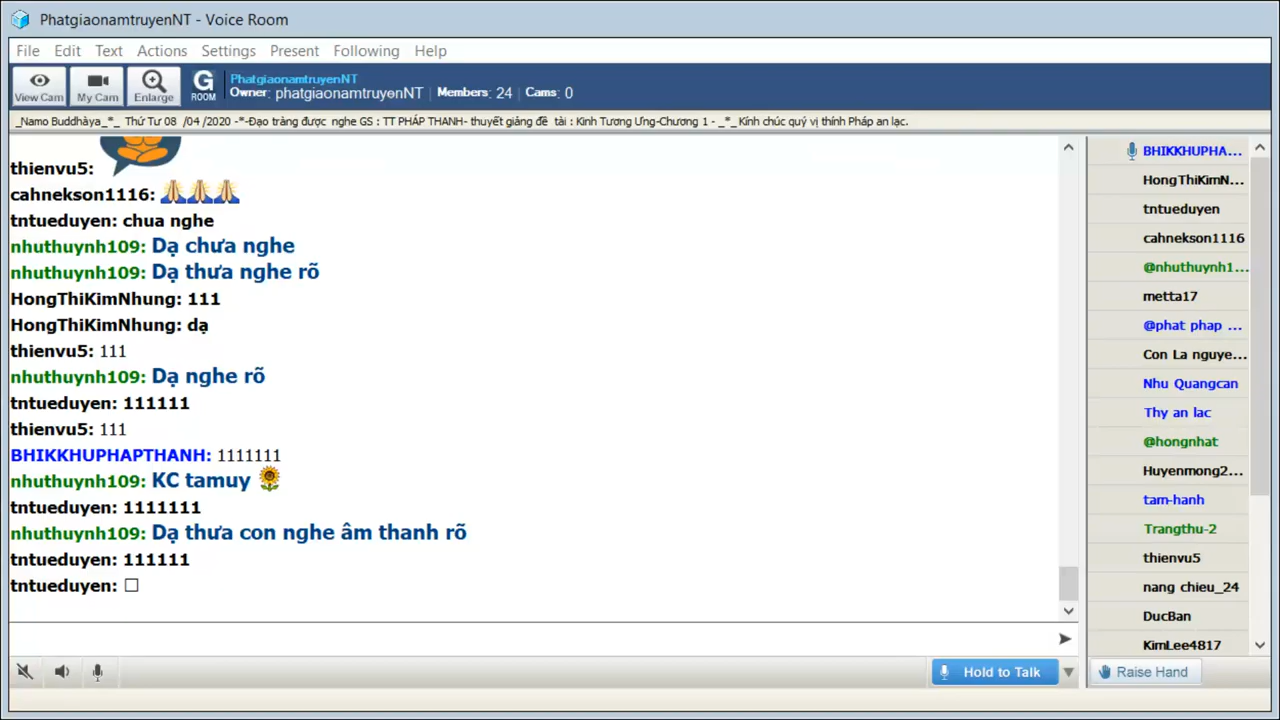 PhatgiaonamtruyenNT - Voice Room
File Edit Text Actions Settings Present Following Help
View Cam My Cam Enlarge G ROOM
PhatgiaonamtruyenNT
Owner: phatgiaonamtruyenNT | Members: 24 | Cams: 0
_Namo Buddhàya_*_ Thứ Tư 08 /04 /2020 -*-Đạo tràng được nghe GS : TT PHÁP THANH- thuyết giảng đề tài : Kinh Tương Ưng-Chương 1 - _*_ Kính chúc quý vị thính Pháp an lạc.
thienvu5:
cahnekson1116: 🙏🙏🙏
tntueduyen: chua nghe
nhuthuynh109: Dạ chưa nghe
nhuthuynh109: Dạ thưa nghe rõ
HongThiKimNhung: 111
HongThiKimNhung: dạ
thienvu5: 111
nhuthuynh109: Dạ nghe rõ
tntueduyen: 111111
thienvu5: 111
BHIKKHUPHAPTHANH: 1111111
nhuthuynh109: KC tamuy 🌻
tntueduyen: 1111111
nhuthuynh109: Dạ thưa con nghe âm thanh rõ
tntueduyen: 111111
tntueduyen: □
BHIKKHUPHA...
HongThiKimN...
tntueduyen
cahnekson1116
@nhuthuynh1...
metta17
@phat phap ...
Con La nguye...
Nhu Quangcan
Thy an lac
@hongnhat
Huyenmong2...
tam-hanh
Trangthu-2
thienvu5
nang chieu_24
DucBan
KimLee4817
Hold to Talk
Raise Hand